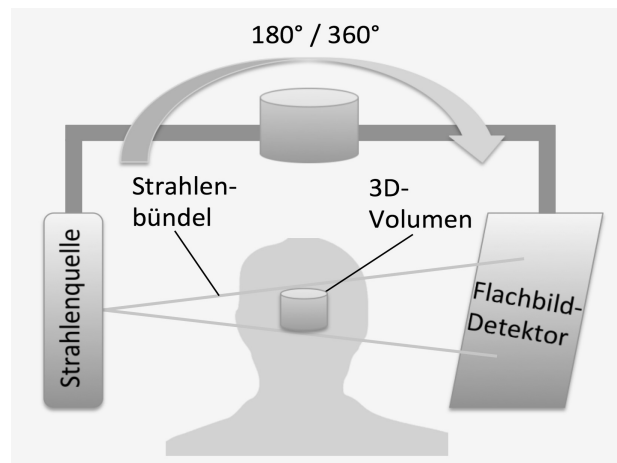 180° / 360°
Strahlen-
bündel
3D-
Volumen
Strahlenquelle
Flachbild-
Detektor